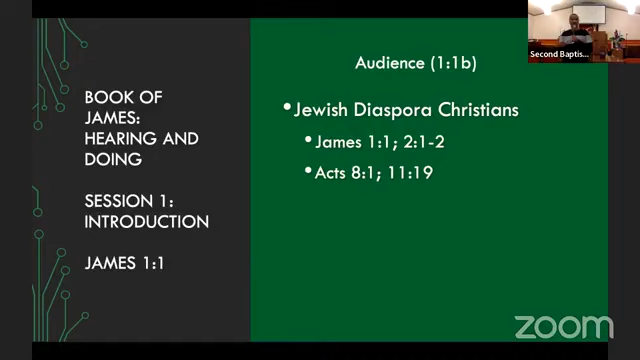 Second Baptis...
Audience (1:1b)
BOOK OF
JAMES:
HEARING AND
DOING
SESSION 1:
INTRODUCTION
JAMES 1:1
•Jewish Diaspora Christians
•James 1:1; 2:1-2
•Acts 8:1; 11:19
zoom